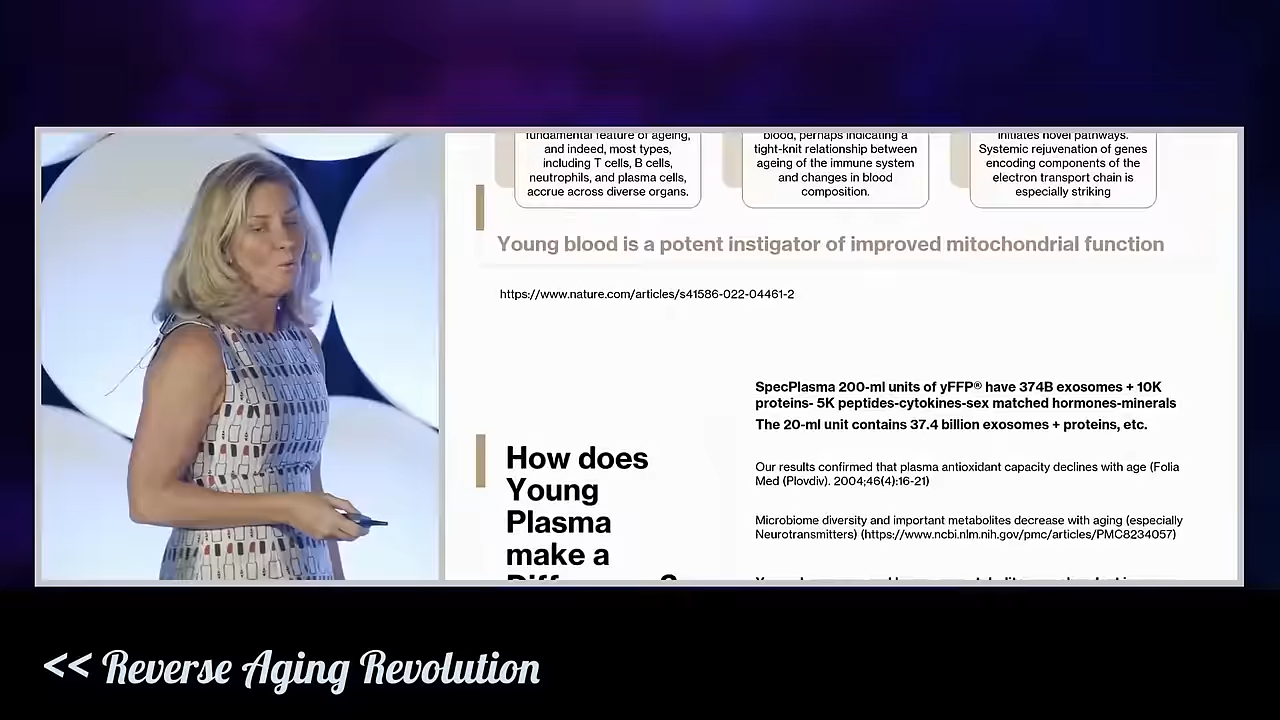 fundamental feature of ageing,
and indeed, most types,
including T cells, B cells,
neutrophils, and plasma cells,
accrue across diverse organs.
blood, perhaps indicating a
tight-knit relationship between
ageing of the immune system
and changes in blood
composition.
initiates novel pathways.
Systemic rejuvenation of genes
encoding components of the
electron transport chain is
especially striking
Young blood is a potent instigator of improved mitochondrial function
https://www.nature.com/articles/s41586-022-04461-2
How does
Young
Plasma
make a
SpecPlasma 200-ml units of yFFP® have 374B exosomes + 10K
proteins- 5K peptides-cytokines-sex matched hormones-minerals
The 20-ml unit contains 37.4 billion exosomes + proteins, etc.
Our results confirmed that plasma antioxidant capacity declines with age (Folia
Med (Plovdiv). 2004;46(4):16-21)
Microbiome diversity and important metabolites decrease with aging (especially
Neurotransmitters) (https://www.ncbi.nlm.nih.gov/pmc/articles/PMC8234057)
<< Reverse Aging Revolution